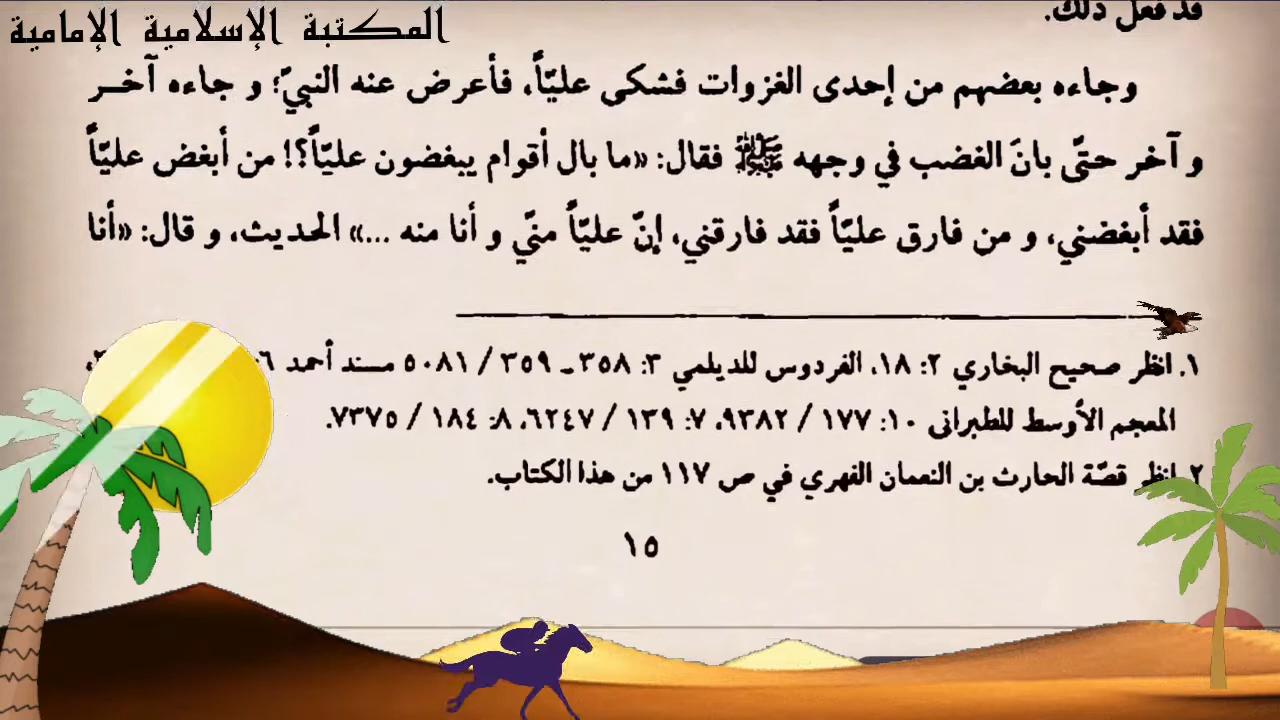 المكتبة الإسلامية الإمامية
قد فعل ذلك.
وجاءه بعضهم من إحدى الغزوات فشكى عليّاً، فأعرض عنه النبيّ؛ و جاءه آخر
و آخر حتّى بانَ الغضب في وجهه ﷺ فقال: «ما بال أقوام يبغضون عليّاً؟! من أبغض عليّاً
فقد أبغضني، و من فارق عليّاً فقد فارقني، إنّ عليّاً منّي و أنا منه ...» الحديث، و قال: «أنا
١. انظر صحيح البخاري ٢: ١٨، الفردوس للديلمي ٣: ٣٥٨ ـ ٣٥٩ / ٥٠٨١ مسند أحمد
المعجم الأوسط للطبرانى ١٠: ١٧٧ / ٩٣٨٢، ٧: ١٣٩ / ٦٢٤٧، ٨: ١٨٤ / ٧٣٧٥.
٢. انظر قصّة الحارث بن النعمان الفهري في ص ١١٧ من هذا الكتاب.
١٥